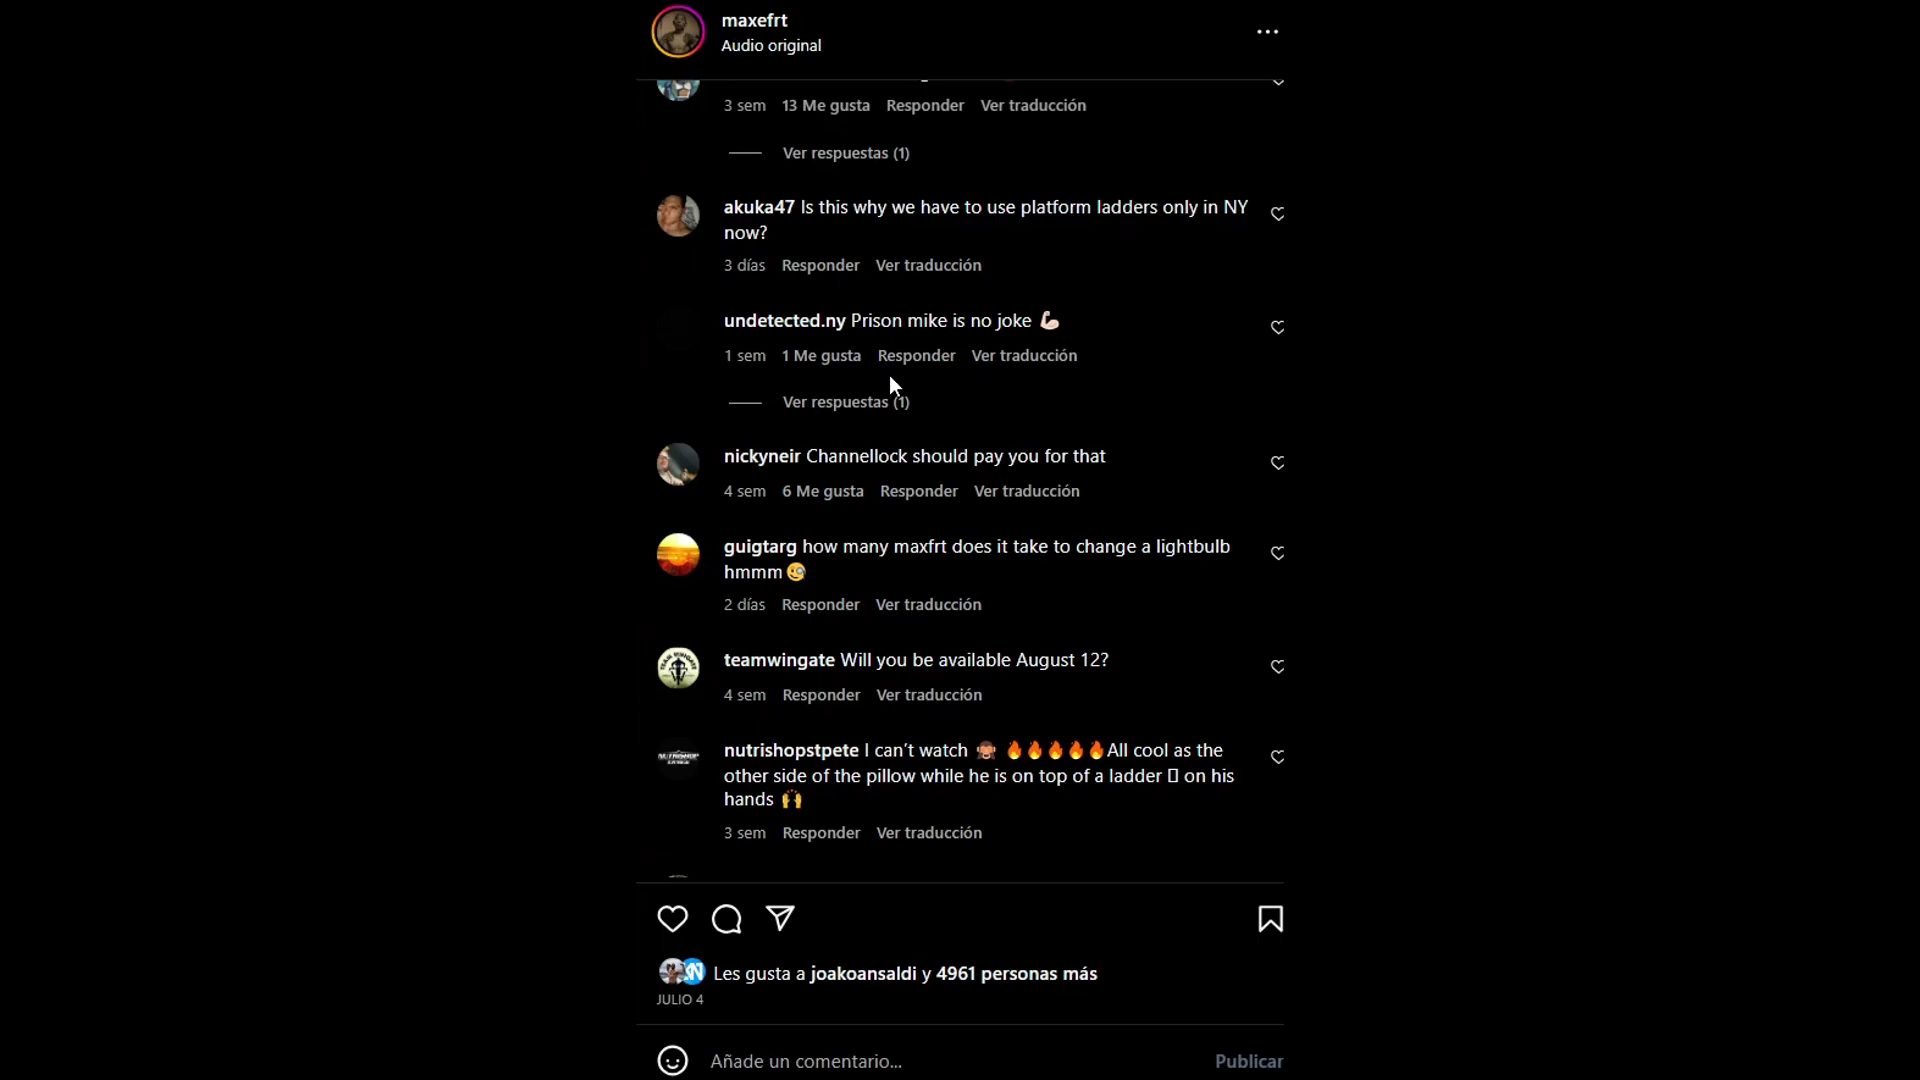 maxefrt
Audio original
3 sem 13 Me gusta Responder Ver traducción
Ver respuestas (1)
akuka47 Is this why we have to use platform ladders only in NY
now?
3 días Responder Ver traducción
undetected.ny Prison mike is no joke 💪🏻
1 sem 1 Me gusta Responder Ver traducción
Ver respuestas (1)
nickyneir Channellock should pay you for that
4 sem 6 Me gusta Responder Ver traducción
guigtarg how many maxfrt does it take to change a lightbulb
hmmm🧐
2 días Responder Ver traducción
teamwingate Will you be available August 12?
4 sem Responder Ver traducción
nutrishopstpete I can't watch 🙈 🔥🔥🔥🔥🔥All cool as the
other side of the pillow while he is on top of a ladder ▯ on his
hands 🙌
3 sem Responder Ver traducción
Les gusta a joakoansaldi y 4961 personas más
JULIO 4
Añade un comentario...
Publicar